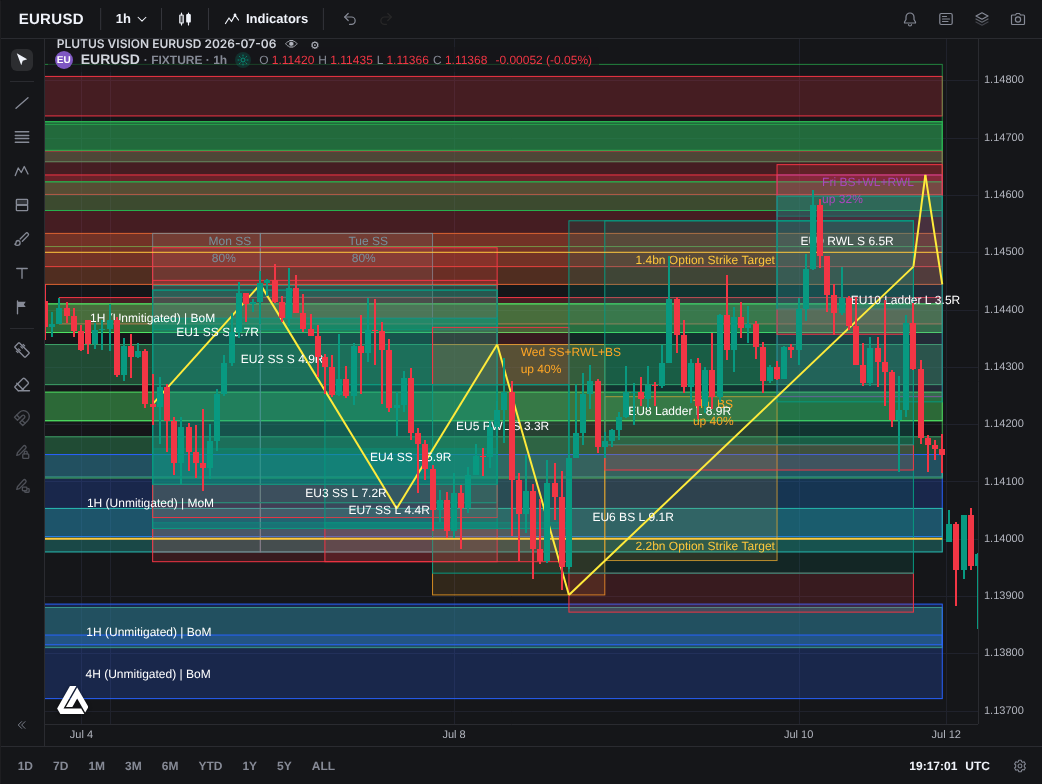 EURUSD 1h Indicators
PLUTUS VISION EURUSD 2026-07-06
EU EURUSD · FIXTURE · 1h O 1.11420 H 1.11435 L 1.11366 C 1.11368 -0.00052 (-0.05%)
1.14800
1.14700
Fri BS+WL+RWL
up 32%
1.14600
Mon SS
80%
Tue SS
80%
RWL S 6.5R
1.4bn Option Strike Target
1.14500
EU10 Ladder L 3.5R
1.14400
1H (Unmitigated) | BoM
EU1 SS S
EU2 SS S 4.9R
Wed SS+RWL+BS
up 40%
1.14300
BS
up 40%
EU8 Ladder L 8.9R
EU5 RWL S 3.3R
1.14200
EU4 SS L
EU3 SS L 7.2R
1H (Unmitigated) | MoM
EU7 SS L 4.4R
EU6 BS L 9.1R
1.14100
2.2bn Option Strike Target
1.14000
1.13900
1H (Unmitigated) | BoM
1.13800
4H (Unmitigated) | BoM
1.13700
Jul 4 Jul 8 Jul 10 Jul 12
1D 7D 1M 3M 6M YTD 1Y 5Y ALL 19:17:01 UTC